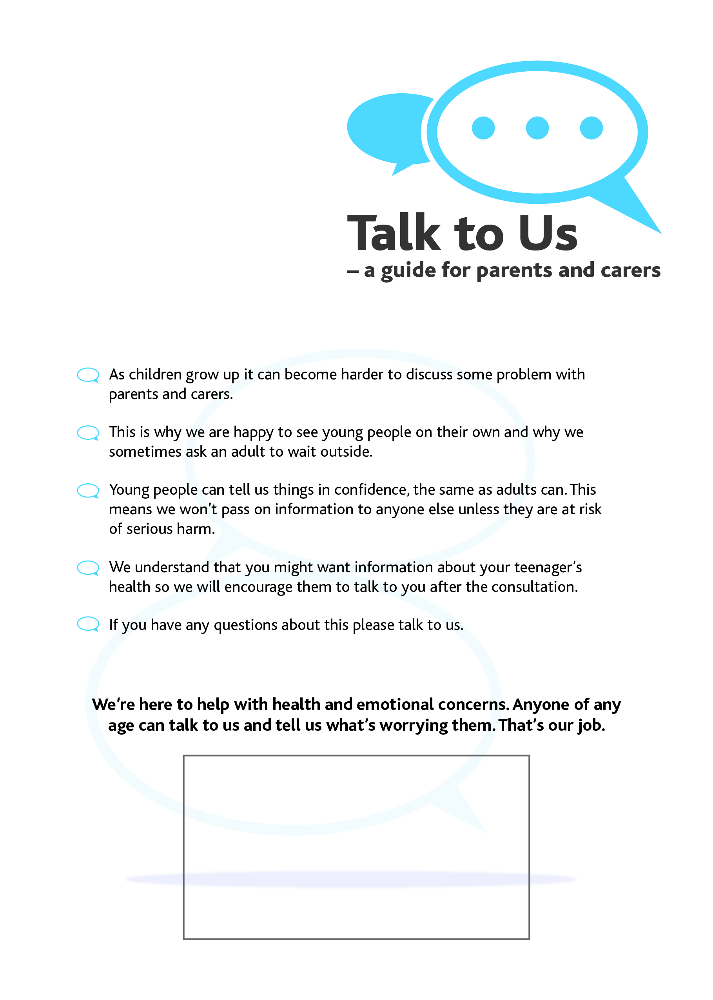 Talk to Us
– a guide for parents and carers
As children grow up it can become harder to discuss some problem with
parents and carers.
This is why we are happy to see young people on their own and why we
sometimes ask an adult to wait outside.
Young people can tell us things in confidence, the same as adults can. This
means we won’t pass on information to anyone else unless they are at risk
of serious harm.
We understand that you might want information about your teenager’s
health so we will encourage them to talk to you after the consultation.
If you have any questions about this please talk to us.
We’re here to help with health and emotional concerns. Anyone of any
age can talk to us and tell us what’s worrying them. That’s our job.